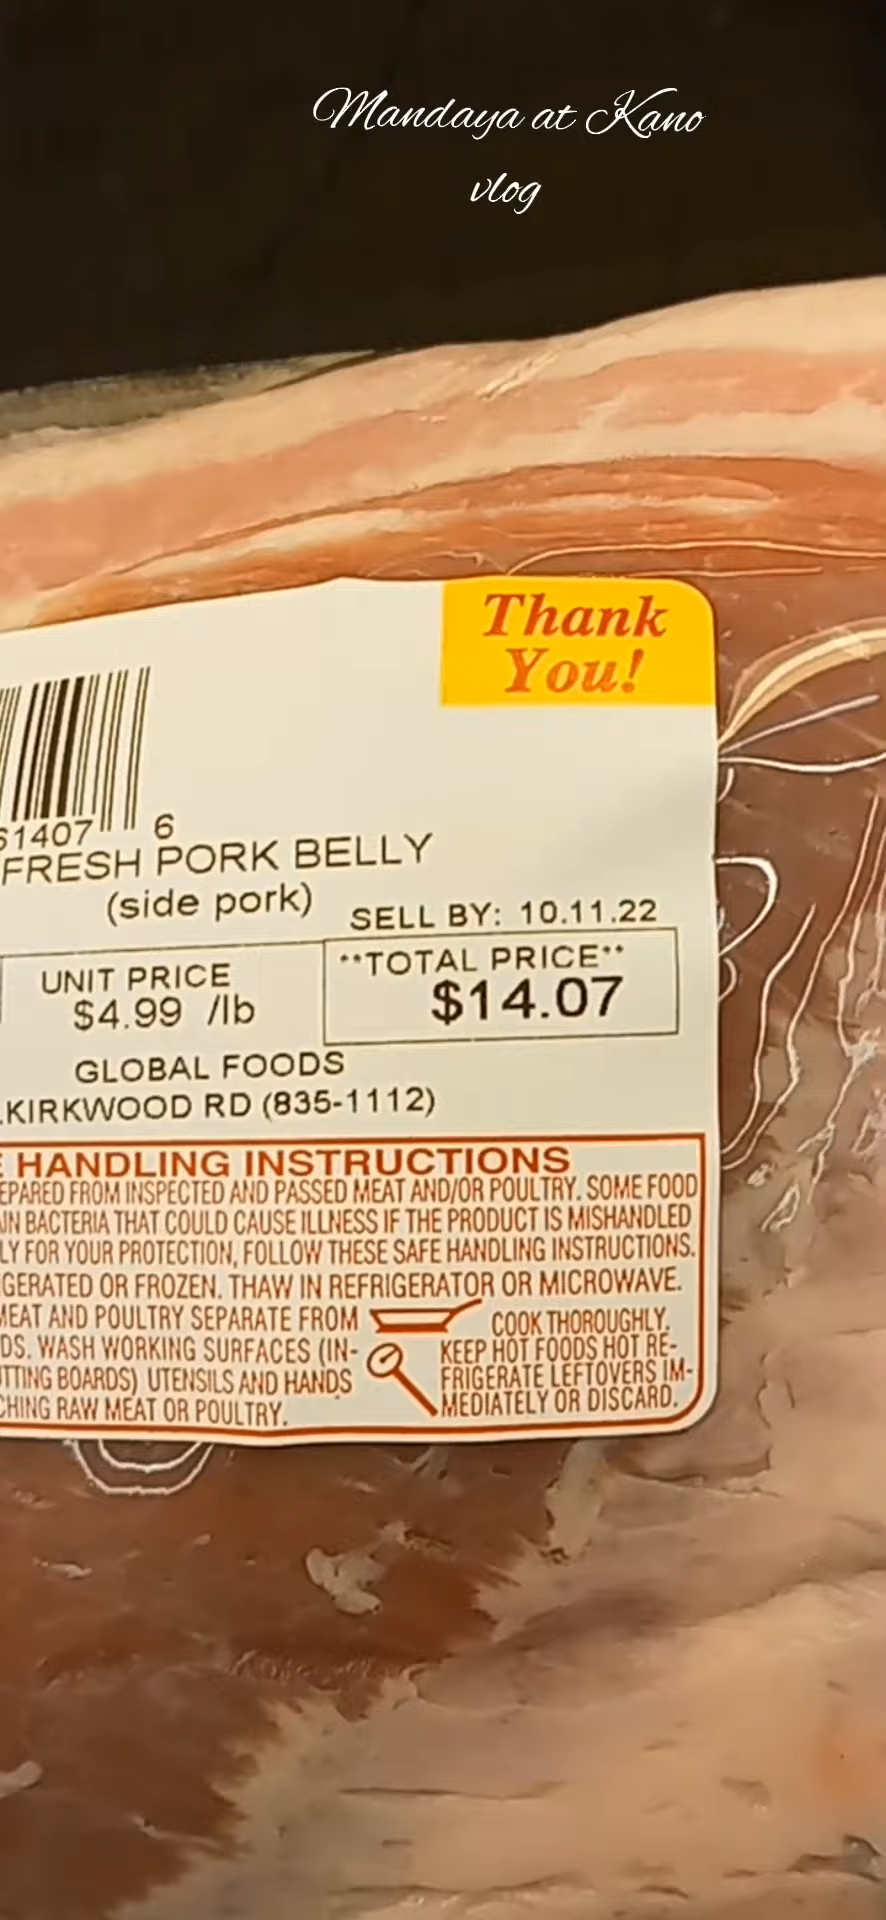 Mandaya at Kano
vlog
Thank
You!
61407 6
FRESH PORK BELLY
(side pork)
SELL BY: 10.11.22
UNIT PRICE
$4.99 /lb
**TOTAL PRICE**
$14.07
GLOBAL FOODS
.KIRKWOOD RD (835-1112)
E HANDLING INSTRUCTIONS
EPARED FROM INSPECTED AND PASSED MEAT AND/OR POULTRY. SOME FOOD
IN BACTERIA THAT COULD CAUSE ILLNESS IF THE PRODUCT IS MISHANDLED
LY FOR YOUR PROTECTION, FOLLOW THESE SAFE HANDLING INSTRUCTIONS.
GERATED OR FROZEN. THAW IN REFRIGERATOR OR MICROWAVE.
MEAT AND POULTRY SEPARATE FROM
DS. WASH WORKING SURFACES (IN-
TTING BOARDS) UTENSILS AND HANDS
CHING RAW MEAT OR POULTRY.
COOK THOROUGHLY.
KEEP HOT FOODS HOT RE-
FRIGERATE LEFTOVERS IM-
MEDIATELY OR DISCARD.